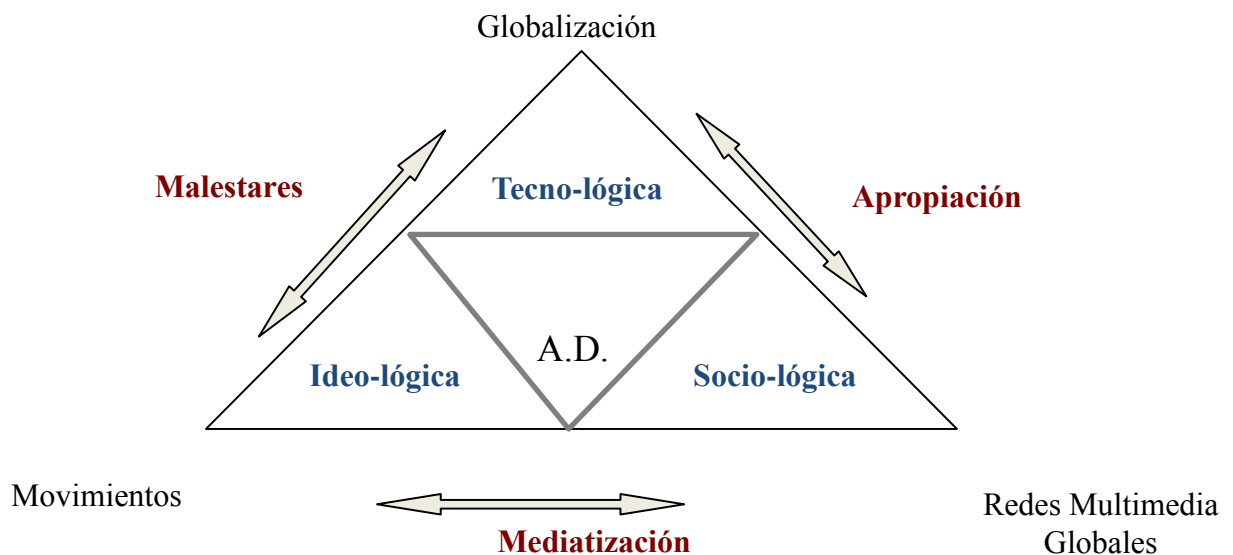 Globalización
Malestares
Tecno-lógica
Apropiación
A.D.
Ideo-lógica
Socio-lógica
Movimientos
Redes Multimedia
Globales
Mediatización